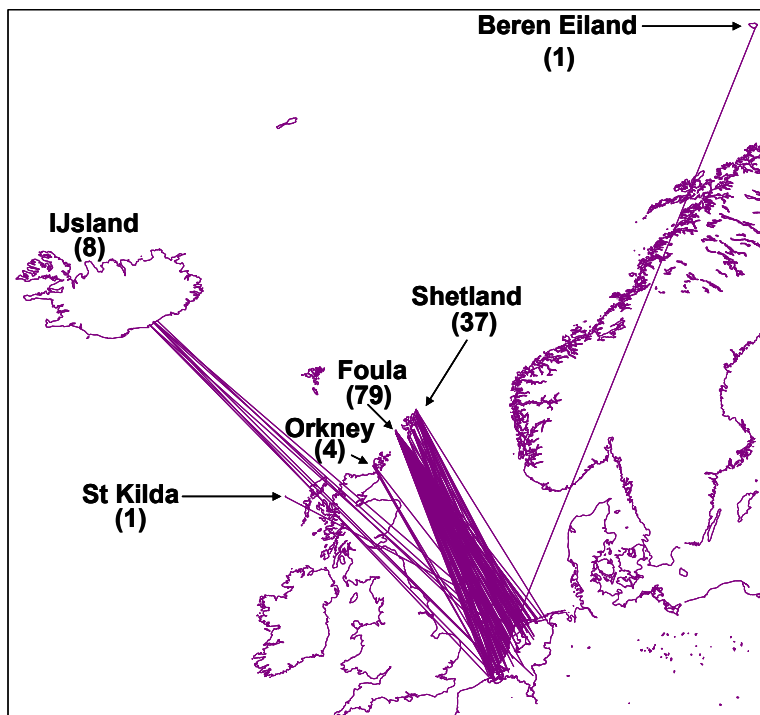 Beren Eiland
(1)
IJsland
(8)
Shetland
(37)
Foula
(79)
Orkney
(4)
St Kilda
(1)